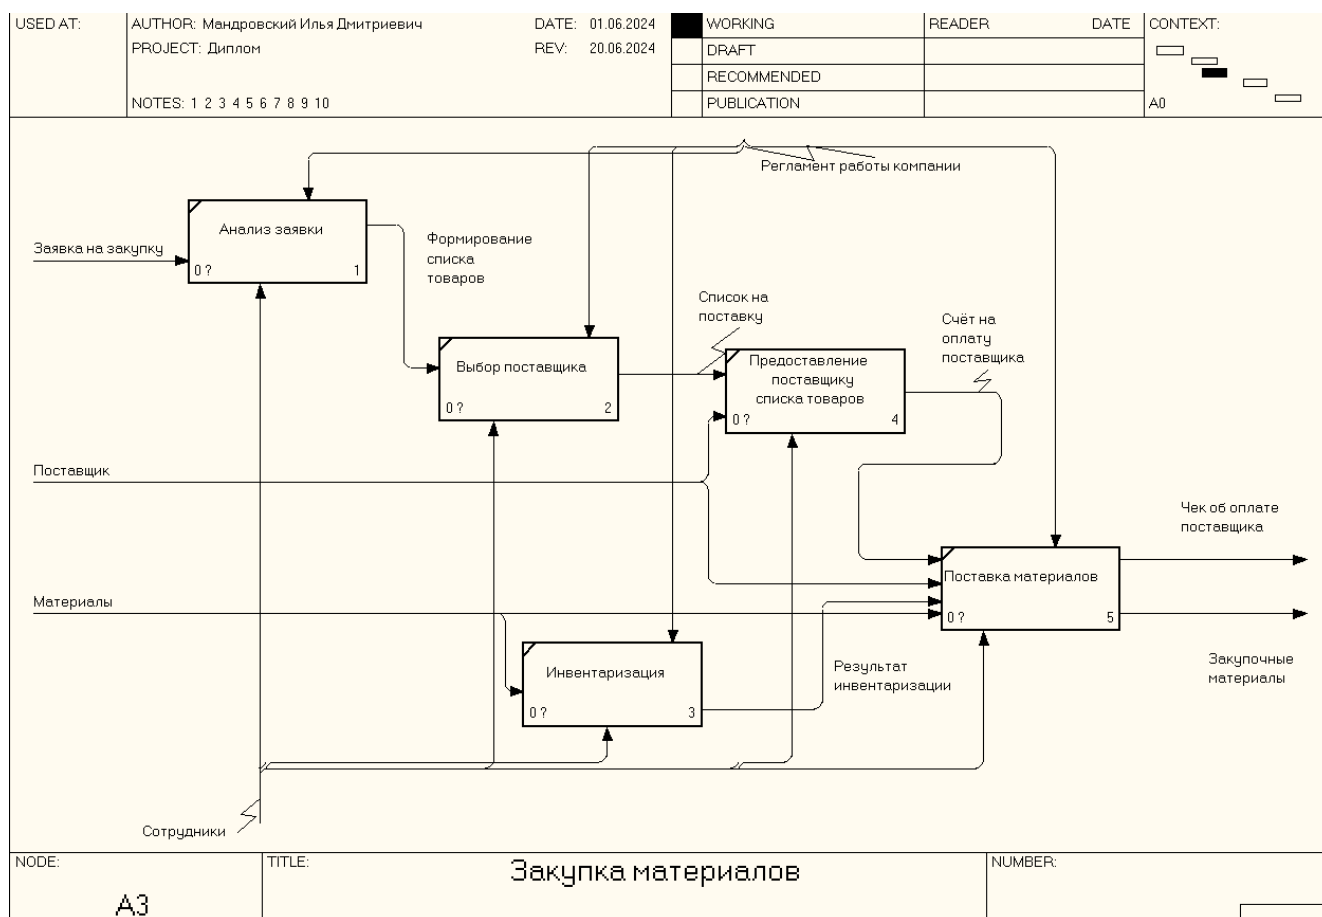 USED AT:
AUTHOR: Мандровский Илья Дмитриевич
DATE: 01.06.2024
PROJECT: Диплом
REV: 20.06.2024
NOTES: 1 2 3 4 5 6 7 8 9 10
WORKING
DRAFT
RECOMMENDED
PUBLICATION
READER
DATE
CONTEXT:
A0
Регламент работы компании
Заявка на закупку
Анализ заявки
0 ?
1
Формирование
списка
товаров
Выбор поставщика
0 ?
2
Список на
поставку
Предоставление
поставщику
списка товаров
0 ?
4
Счёт на
оплату
поставщика
Поставщик
Материалы
Поставка материалов
0 ?
5
Чек об оплате
поставщика
Закупочные
материалы
Инвентаризация
0 ?
3
Результат
инвентаризации
Сотрудники
NODE:
A3
TITLE:
Закупка материалов
NUMBER: